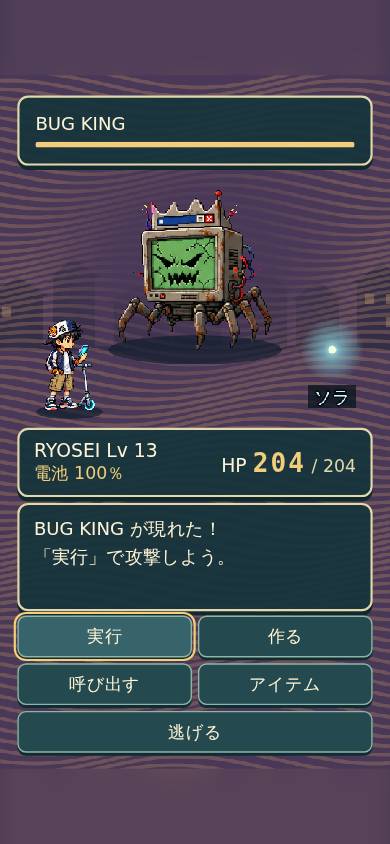 BUG KING
ソラ
RYOSEI Lv 13
電池 100%
HP 204 / 204
BUG KING が現れた！
「実行」で攻撃しよう。
実行
作る
呼び出す
アイテム
逃げる